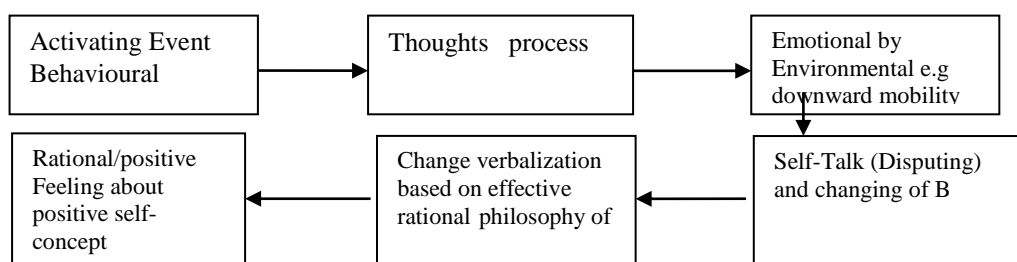 Activating Event
Behavioural
Thoughts process
Emotional by
Environmental e.g
downward mobility
Rational/positive
Feeling about
positive self-
concept
Change verbalization
based on effective
rational philosophy of
Self-Talk (Disputing)
and changing of B